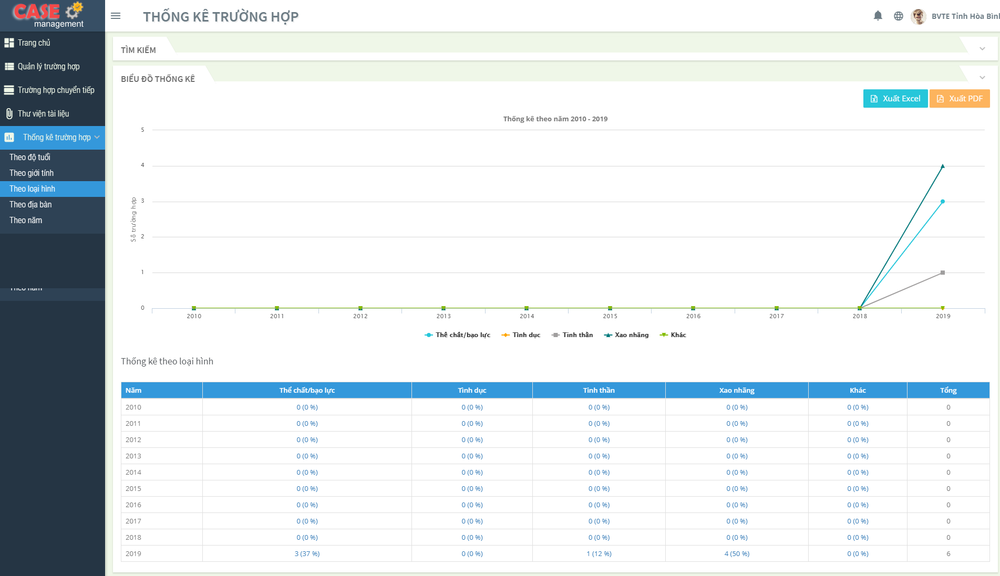 CASE
management
THỐNG KÊ TRƯỜNG HỢP
BVTE Tỉnh Hòa Bình
Trang chủ
Quản lý trường hợp
Trường hợp chuyển tiếp
Thư viện tài liệu
Thống kê trường hợp
Theo độ tuổi
Theo giới tính
Theo loại hình
Theo địa bàn
Theo năm
Theo năm
TÌM KIẾM
BIỂU ĐỒ THỐNG KÊ
Xuất Excel
Xuất PDF
Thống kê theo năm 2010 - 2019
Số trường hợp
5
4
3
2
1
0
2010 2011 2012 2013 2014 2015 2016 2017 2018 2019
Thể chất/bạo lực Tình dục Tinh thần Xao nhãng Khác
Thống kê theo loại hình
Năm Thể chất/bạo lực Tình dục Tinh thần Xao nhãng Khác Tổng
2010 0 (0 %) 0 (0 %) 0 (0 %) 0 (0 %) 0 (0 %) 0
2011 0 (0 %) 0 (0 %) 0 (0 %) 0 (0 %) 0 (0 %) 0
2012 0 (0 %) 0 (0 %) 0 (0 %) 0 (0 %) 0 (0 %) 0
2013 0 (0 %) 0 (0 %) 0 (0 %) 0 (0 %) 0 (0 %) 0
2014 0 (0 %) 0 (0 %) 0 (0 %) 0 (0 %) 0 (0 %) 0
2015 0 (0 %) 0 (0 %) 0 (0 %) 0 (0 %) 0 (0 %) 0
2016 0 (0 %) 0 (0 %) 0 (0 %) 0 (0 %) 0 (0 %) 0
2017 0 (0 %) 0 (0 %) 0 (0 %) 0 (0 %) 0 (0 %) 0
2018 0 (0 %) 0 (0 %) 0 (0 %) 0 (0 %) 0 (0 %) 0
2019 3 (37 %) 0 (0 %) 1 (12 %) 4 (50 %) 0 (0 %) 6